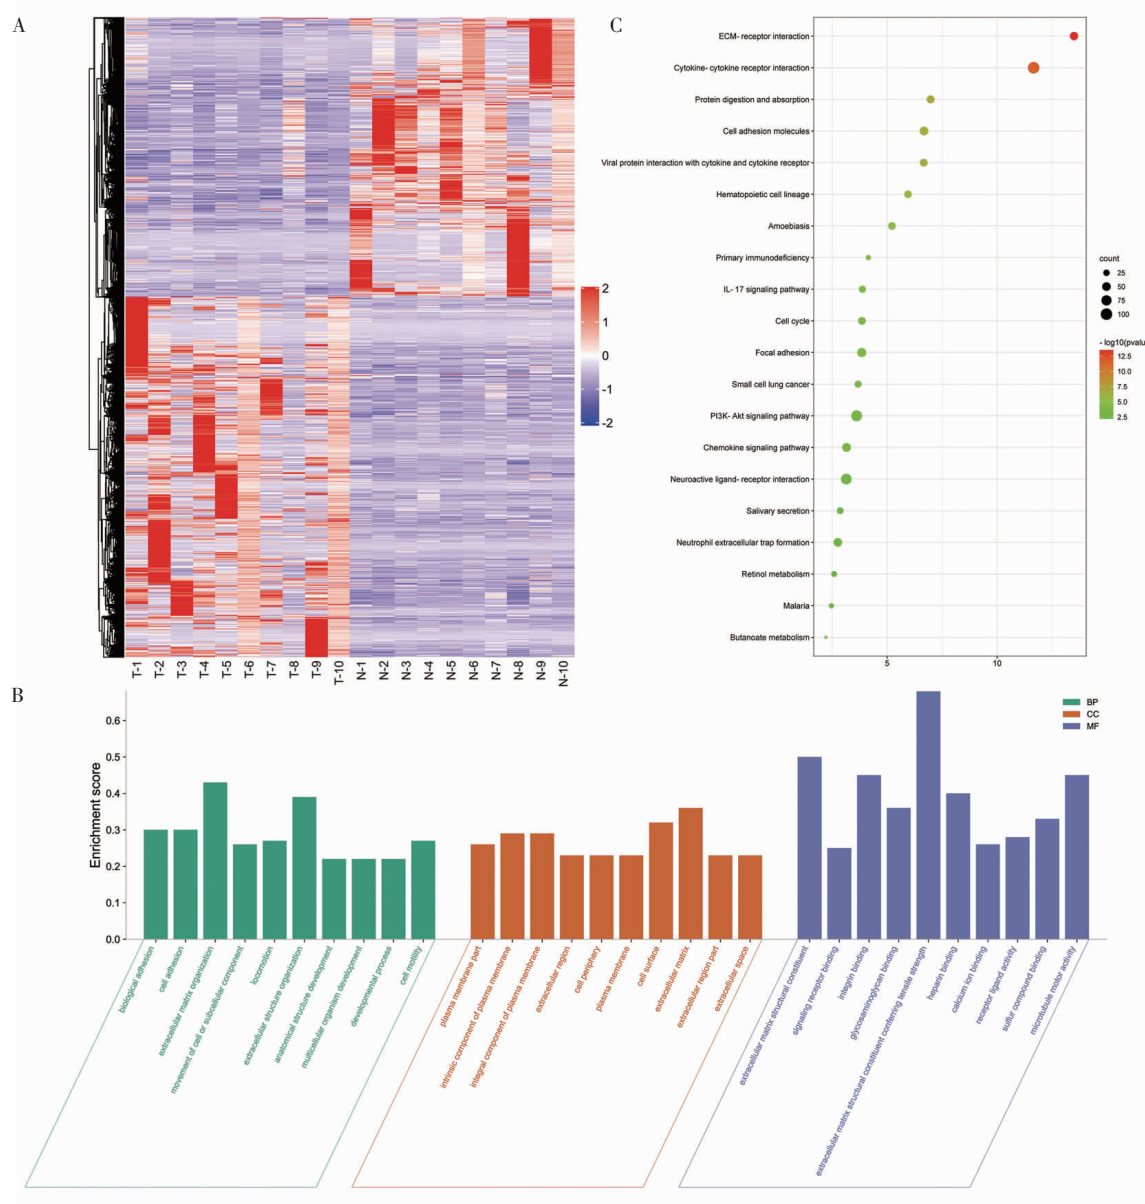 A
2
1
0
-1
-2
T-1
T-2
T-3
T-4
T-5
T-6
T-7
T-8
T-9
T-10
N-1
N-2
N-3
N-4
N-5
N-6
N-7
N-8
N-9
N-10
C
ECM- receptor interaction
Cytokine- cytokine receptor interaction
Protein digestion and absorption
Cell adhesion molecules
Viral protein interaction with cytokine and cytokine receptor
Hematopoietic cell lineage
Amoebiasis
Primary immunodeficiency
IL- 17 signaling pathway
Cell cycle
Focal adhesion
Small cell lung cancer
PI3K- Akt signaling pathway
Chemokine signaling pathway
Neuroactive ligand- receptor interaction
Salivary secretion
Neutrophil extracellular trap formation
Retinol metabolism
Malaria
Butanoate metabolism
5
10
count
25
50
75
100
- log10(pvalu
12.5
10.0
7.5
5.0
2.5
B
Enrichment score
0.6
0.5
0.4
0.3
0.2
0.1
0.0
BP
CC
MF
biological adhesion
cell adhesion
extracellular matrix organization
movement of cell or subcellular component
locomotion
extracellular structure organization
anatomical structure development
multicellular organism development
developmental process
cell motility
plasma membrane part
intrinsic component of plasma membrane
integral component of plasma membrane
extracellular region
cell periphery
plasma membrane
cell surface
extracellular matrix
extracellular region part
extracellular space
extracellular matrix structural constituent
signaling receptor binding
integrin binding
glycosaminoglycan binding
extracellular matrix structural constituent conferring tensile strength
heparin binding
calcium ion binding
receptor ligand activity
sulfur compound binding
microtubule motor activity